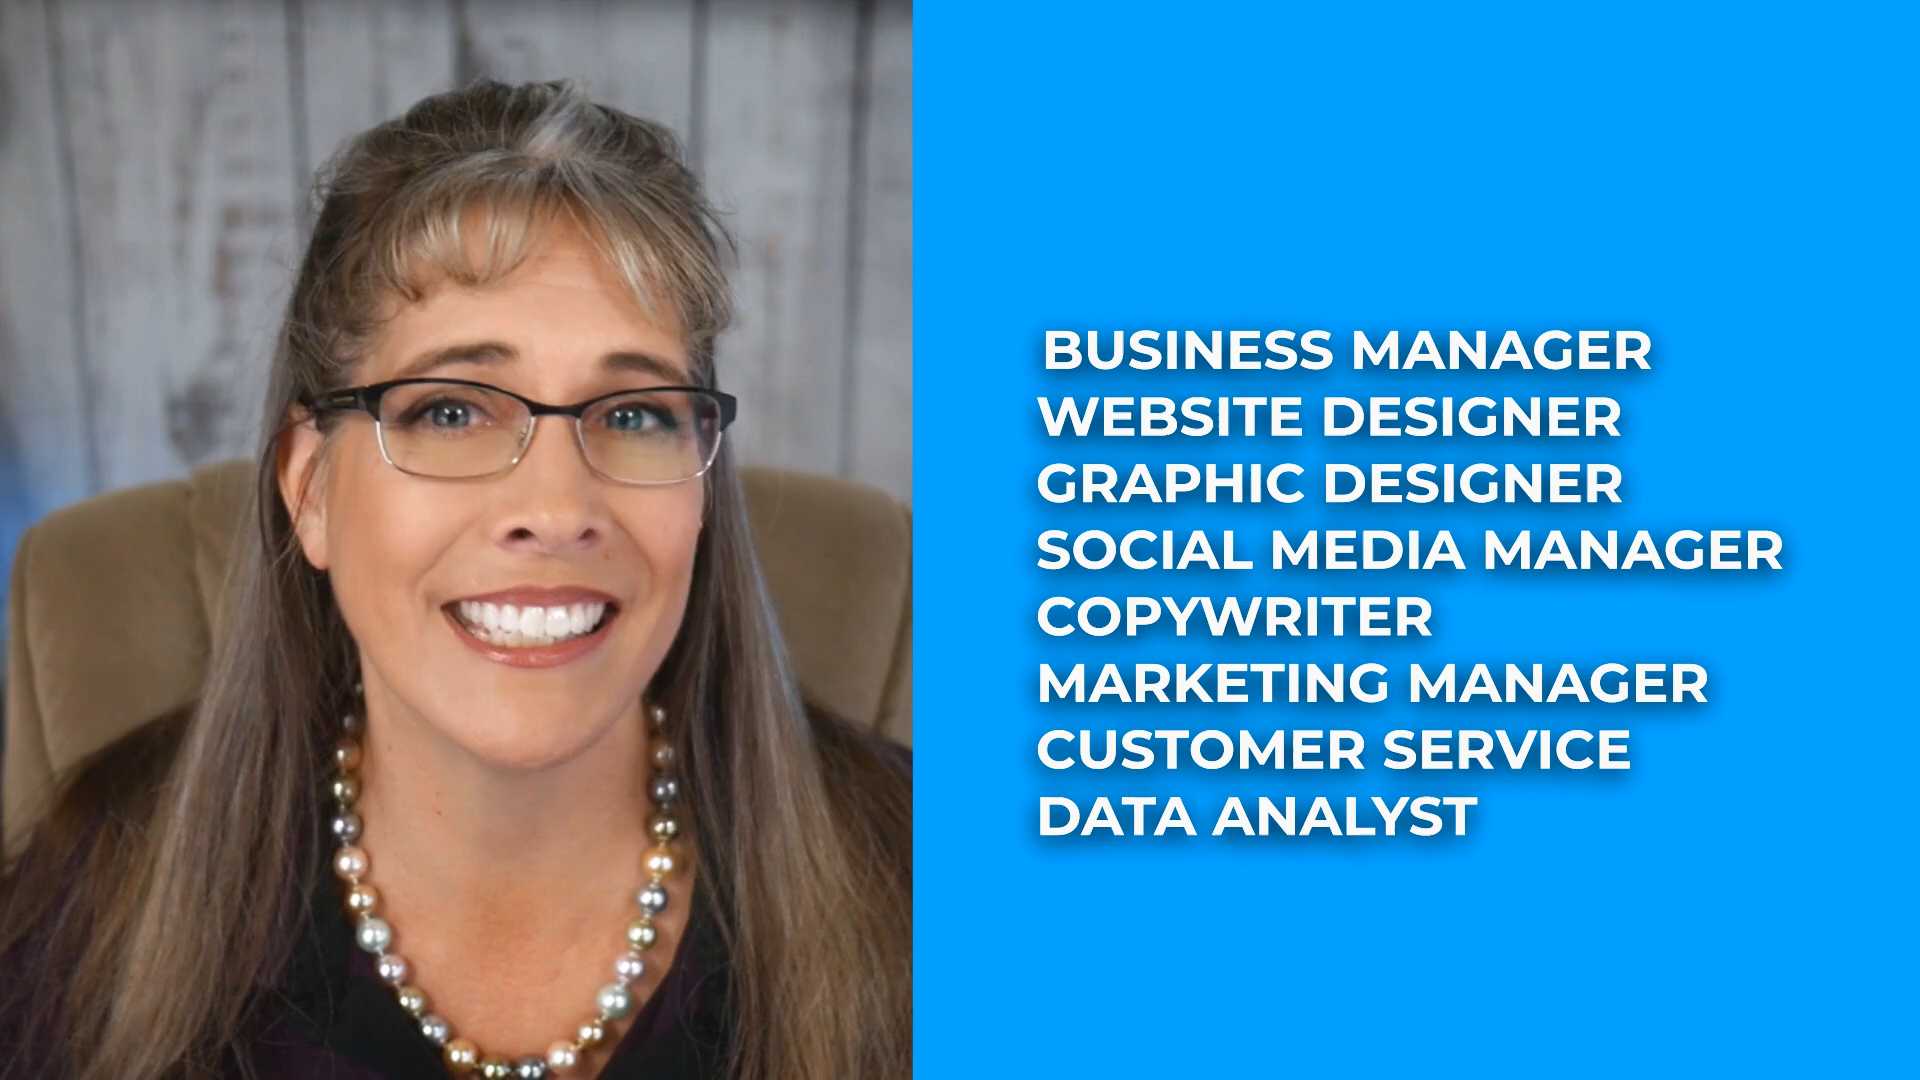 BUSINESS MANAGER
WEBSITE DESIGNER
GRAPHIC DESIGNER
SOCIAL MEDIA MANAGER
COPYWRITER
MARKETING MANAGER
CUSTOMER SERVICE
DATA ANALYST